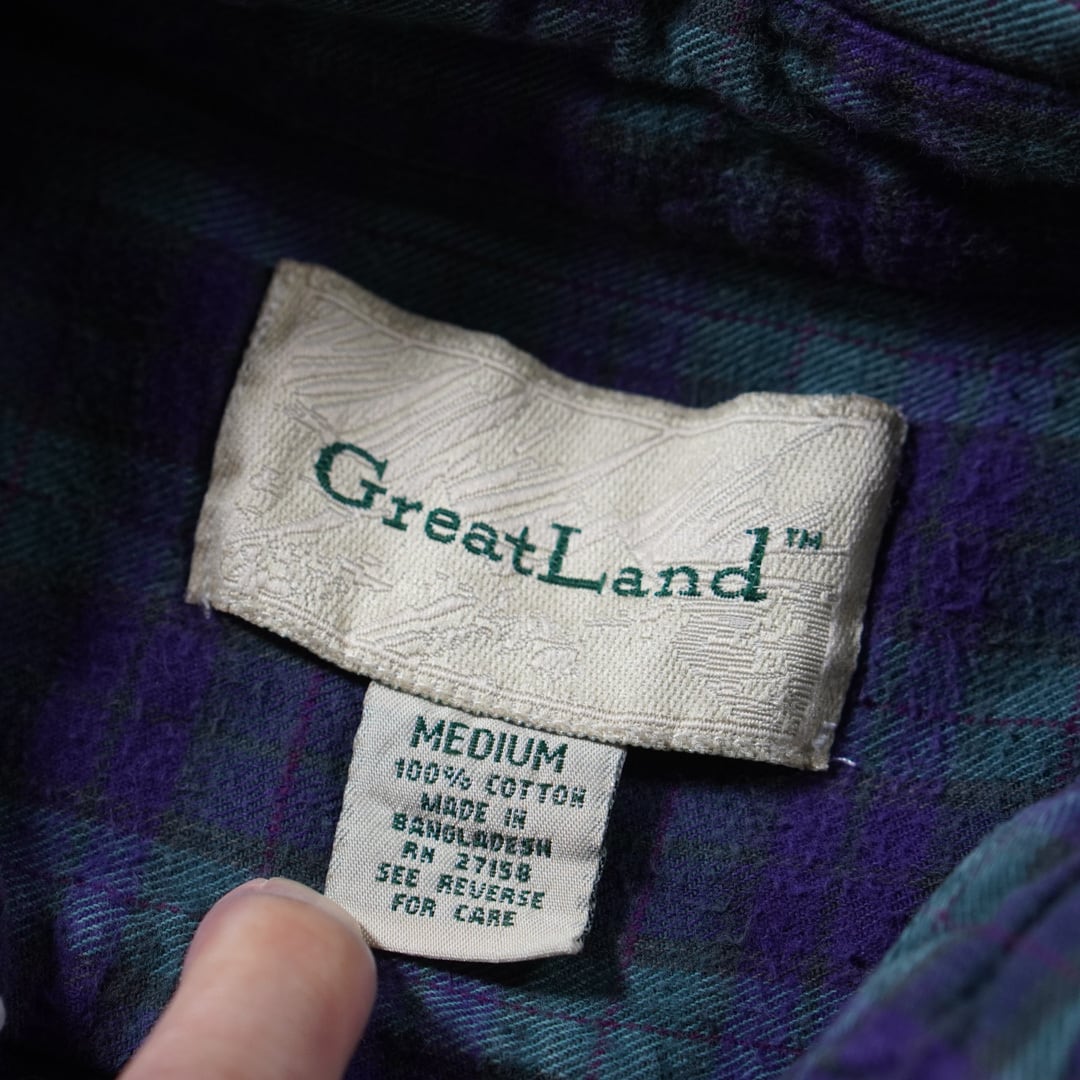 GreatLand™
MEDIUM
100% COTTON
MADE IN
BANGLADESH
RN 27158
SEE REVERSE
FOR CARE